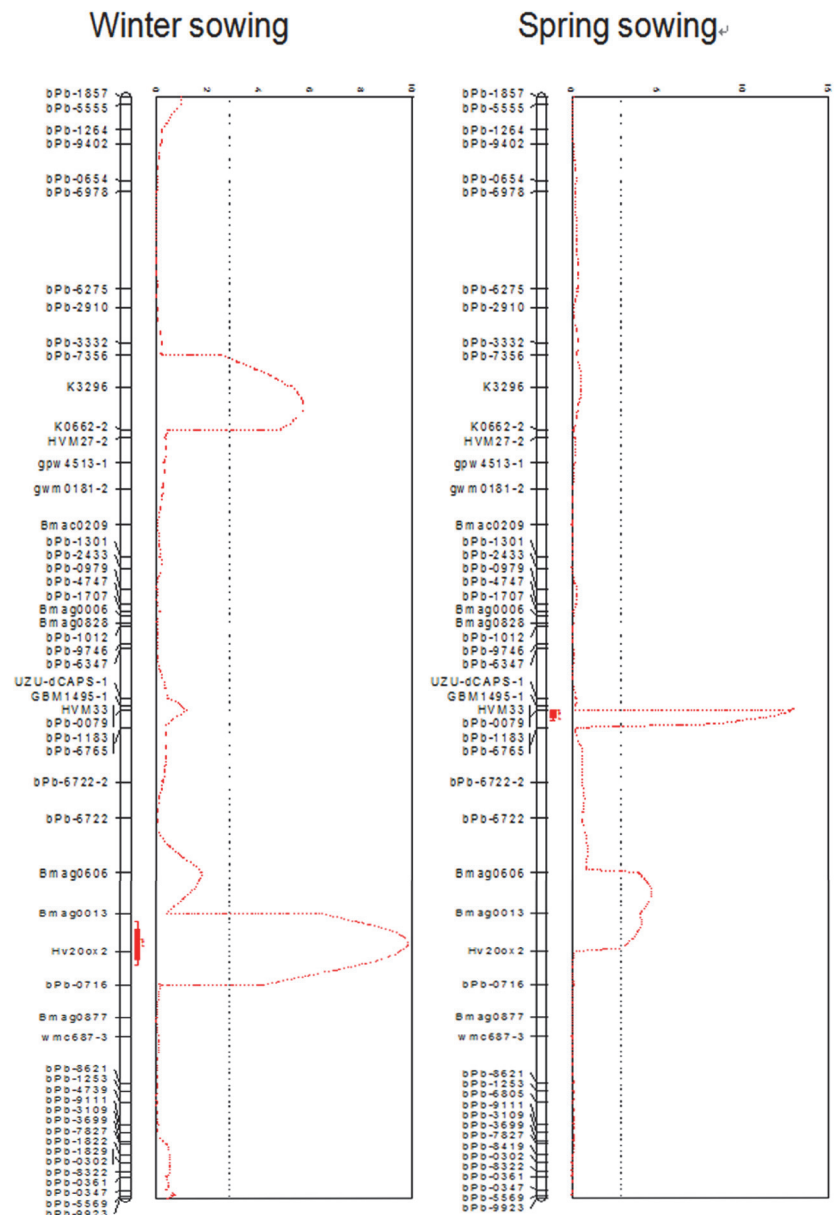 Winter sowing
0 2 4 6 8 10
bPb-1857
bPb-5555
bPb-1264
bPb-9402
bPb-0654
bPb-6978
bPb-6275
bPb-2910
bPb-3332
bPb-7356
K3296
K0662-2
HVM27-2
gpw4513-1
gwm0181-2
Bmac0209
bPb-1301
bPb-2433
bPb-0979
bPb-4747
bPb-1707
Bmag0006
Bmag0828
bPb-1012
bPb-9746
bPb-6347
UZU-dCAPS-1
GBM1495-1
HVM33
bPb-0079
bPb-1183
bPb-6765
bPb-6722-2
bPb-6722
Bmag0606
Bmag0013
Hv20ox2
bPb-0716
Bmag0877
wmc687-3
bPb-8621
bPb-1253
bPb-4739
bPb-9111
bPb-3109
bPb-3699
bPb-7827
bPb-1822
bPb-1829
bPb-0302
bPb-8322
bPb-0361
bPb-0347
bPb-5569
bPb-9923
Spring sowing
0 5 10 15
bPb-1857
bPb-5555
bPb-1264
bPb-9402
bPb-0654
bPb-6978
bPb-6275
bPb-2910
bPb-3332
bPb-7356
K3296
K0662-2
HVM27-2
gpw4513-1
gwm0181-2
Bmac0209
bPb-1301
bPb-2433
bPb-0979
bPb-4747
bPb-1707
Bmag0006
Bmag0828
bPb-1012
bPb-9746
bPb-6347
UZU-dCAPS-1
GBM1495-1
HVM33
bPb-0079
bPb-1183
bPb-6765
bPb-6722-2
bPb-6722
Bmag0606
Bmag0013
Hv20ox2
bPb-0716
Bmag0877
wmc687-3
bPb-8621
bPb-1253
bPb-6805
bPb-9111
bPb-3109
bPb-3699
bPb-7827
bPb-8419
bPb-0302
bPb-8322
bPb-0361
bPb-0347
bPb-5569
bPb-9923